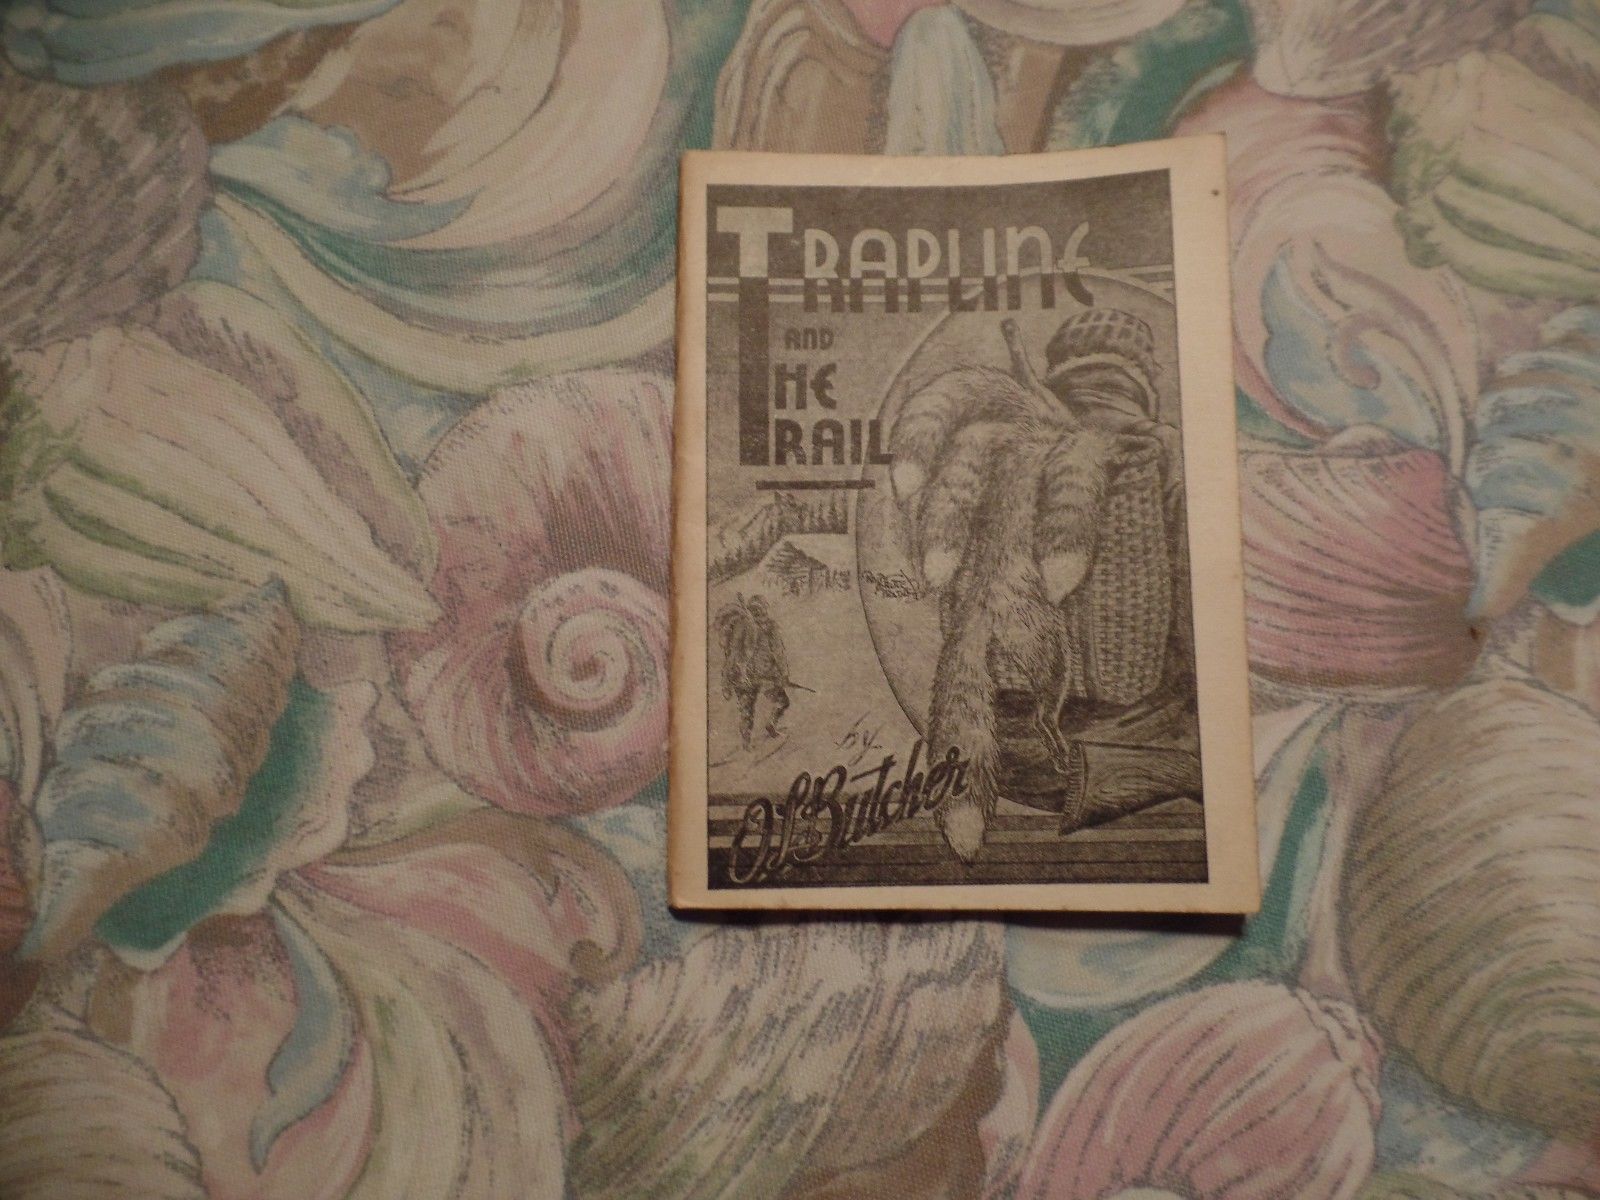 TRAPLINE
AND
THE
TRAIL
by
O.L. Butcher